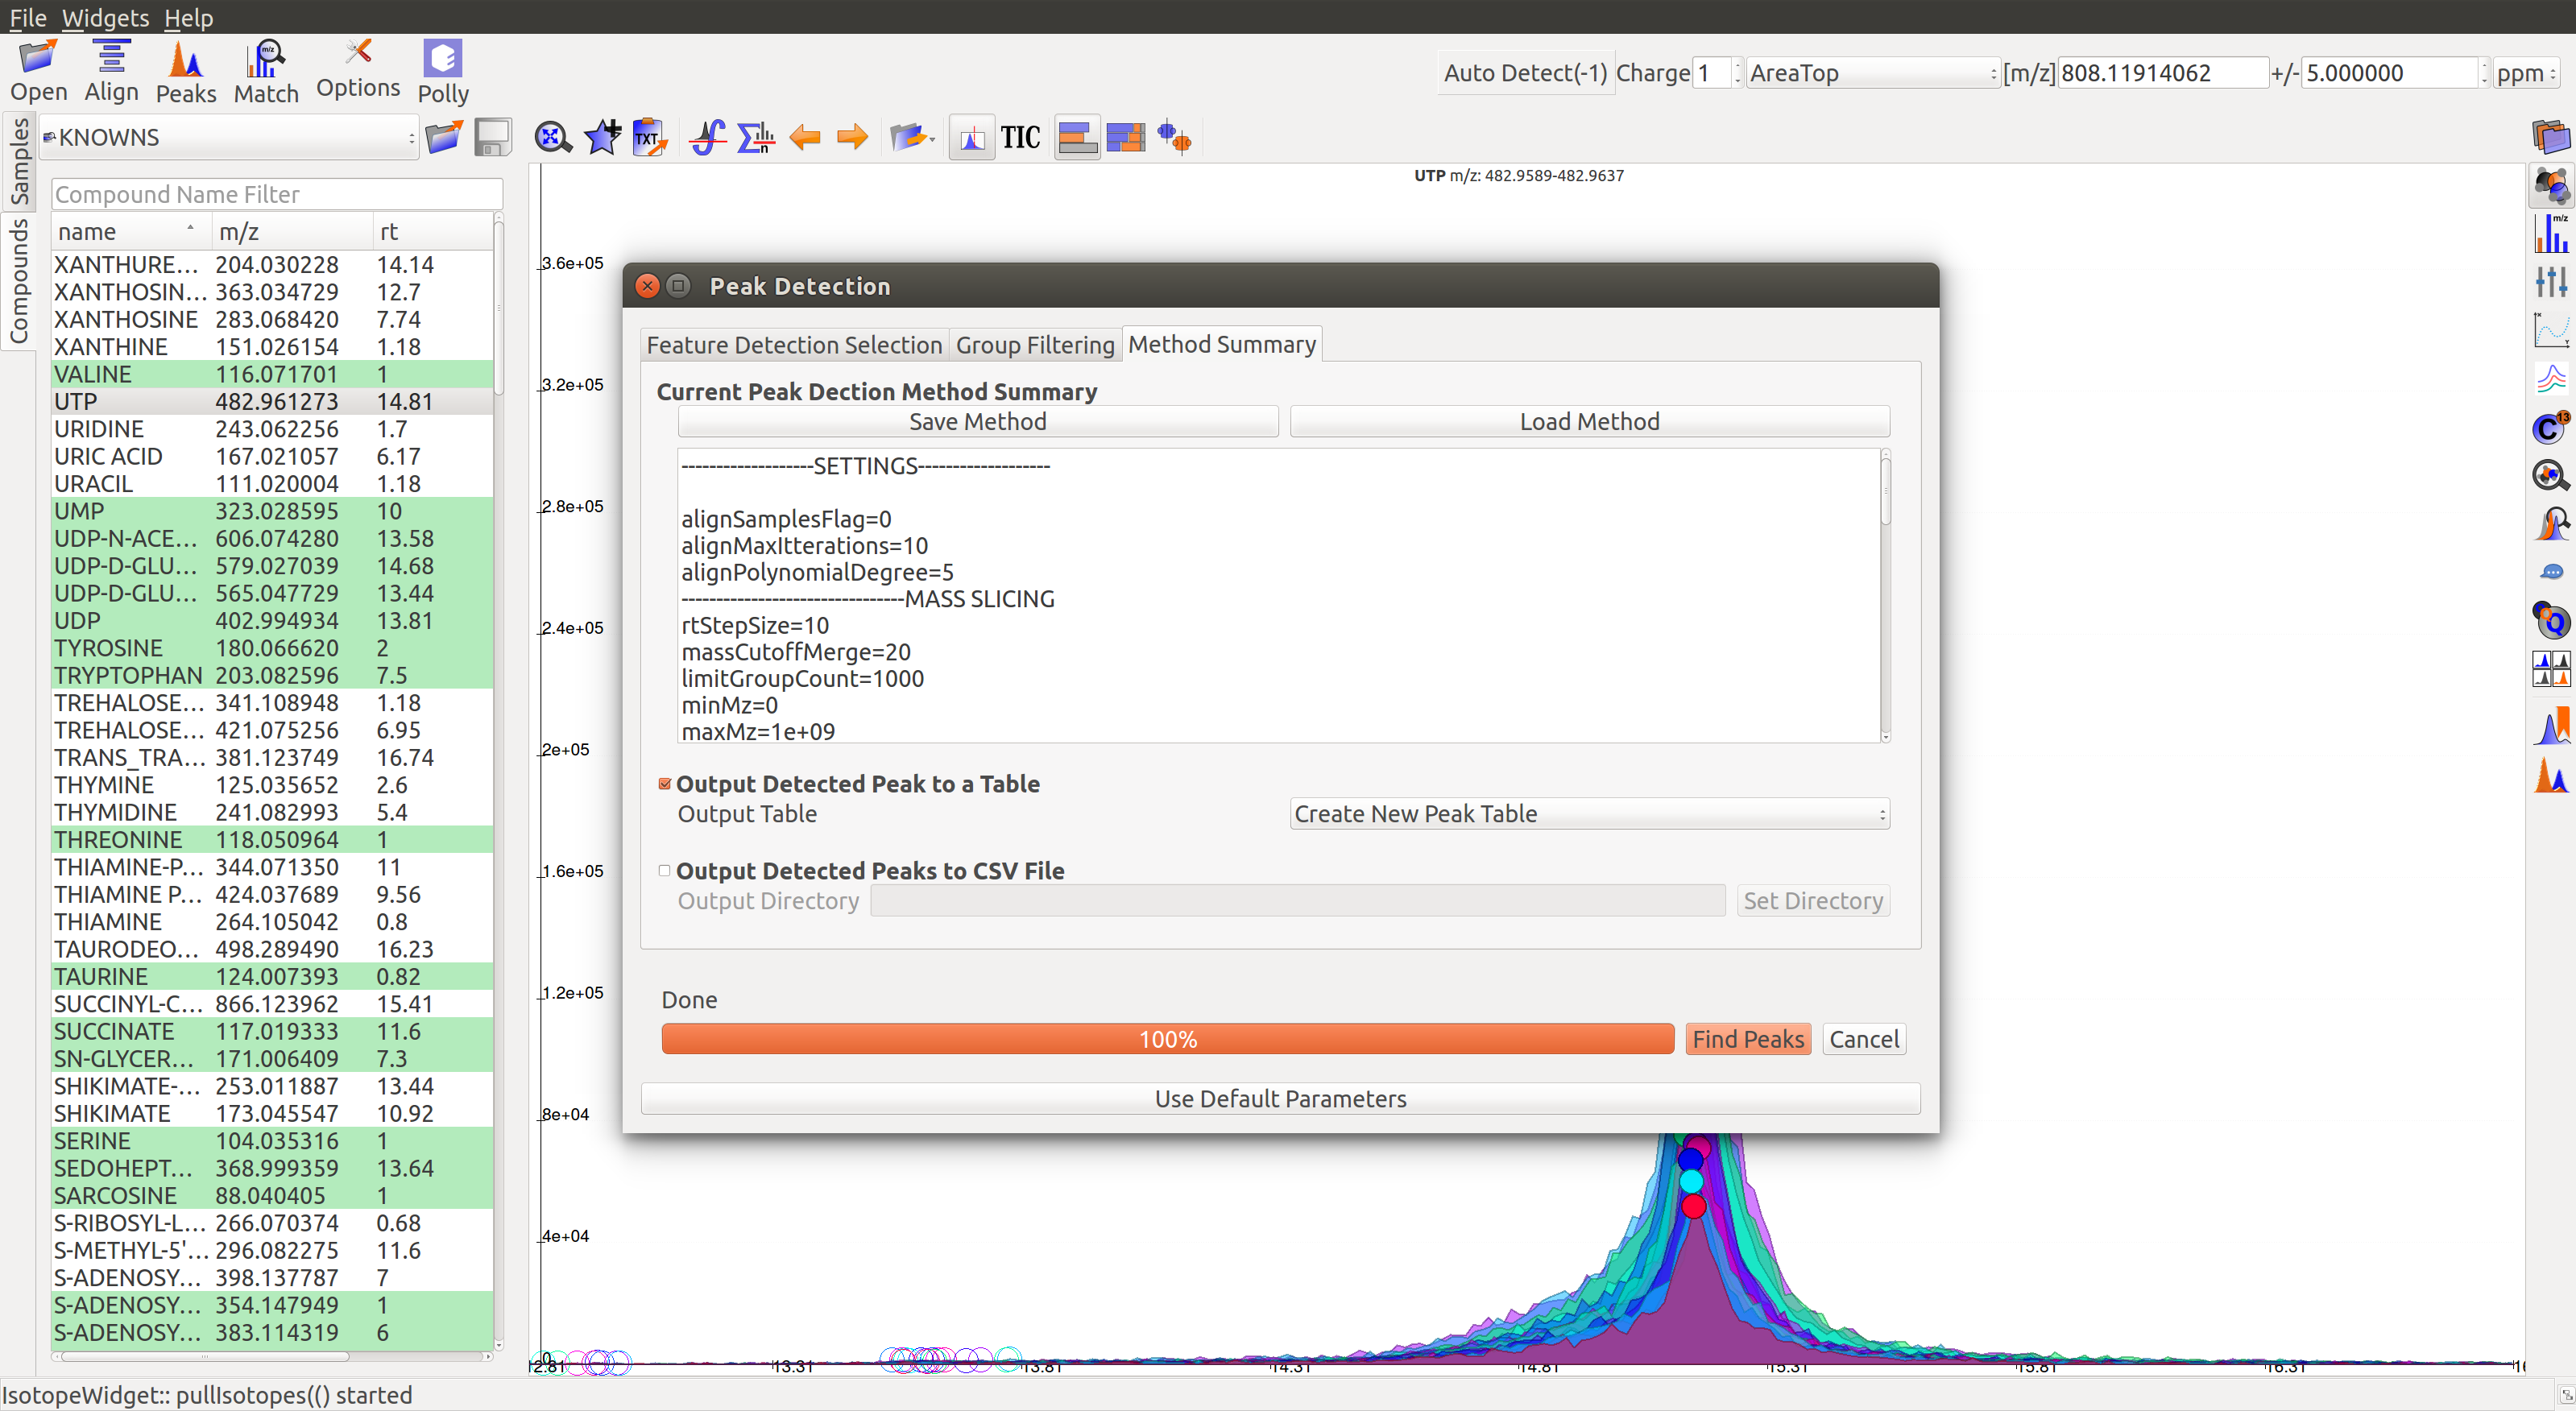 File Widgets Help
Open Align Peaks Match Options Polly
Auto Detect(-1) Charge 1 AreaTop [m/z] 808.11914062 +/- 5.000000 ppm
Samples
Compounds
KNOWNS
TXT
TIC
Compound Name Filter
name m/z rt
XANTHURE... 204.030228 14.14
XANTHOSIN... 363.034729 12.7
XANTHOSINE 283.068420 7.74
XANTHINE 151.026154 1.18
VALINE 116.071701 1
UTP 482.961273 14.81
URIDINE 243.062256 1.7
URIC ACID 167.021057 6.17
URACIL 111.020004 1.18
UMP 323.028595 10
UDP-N-ACE... 606.074280 13.58
UDP-D-GLU... 579.027039 14.68
UDP-D-GLU... 565.047729 13.44
UDP 402.994934 13.81
TYROSINE 180.066620 2
TRYPTOPHAN 203.082596 7.5
TREHALOSE... 341.108948 1.18
TREHALOSE... 421.075256 6.95
TRANS_TRA... 381.123749 16.74
THYMINE 125.035652 2.6
THYMIDINE 241.082993 5.4
THREONINE 118.050964 1
THIAMINE-P... 344.071350 11
THIAMINE P... 424.037689 9.56
THIAMINE 264.105042 0.8
TAURODEO... 498.289490 16.23
TAURINE 124.007393 0.82
SUCCINYL-C... 866.123962 15.41
SUCCINATE 117.019333 11.6
SN-GLYCER... 171.006409 7.3
SHIKIMATE-... 253.011887 13.44
SHIKIMATE 173.045547 10.92
SERINE 104.035316 1
SEDOHEPT... 368.999359 13.64
SARCOSINE 88.040405 1
S-RIBOSYL-L... 266.070374 0.68
S-METHYL-5'... 296.082275 11.6
S-ADENOSY... 398.137787 7
S-ADENOSY... 354.147949 1
S-ADENOSY... 383.114319 6
UTP m/z: 482.9589-482.9637
3.6e+05
3.2e+05
2.8e+05
2.4e+05
2e+05
1.6e+05
1.2e+05
8e+04
4e+04
0
12.81 13.31 13.81 14.31 14.81 15.31 15.81 16.31
Peak Detection
Feature Detection Selection Group Filtering Method Summary
Current Peak Dection Method Summary
Save Method Load Method
-------------------SETTINGS-------------------
alignSamplesFlag=0
alignMaxItterations=10
alignPolynomialDegree=5
--------------------------------MASS SLICING
rtStepSize=10
massCutoffMerge=20
limitGroupCount=1000
minMz=0
maxMz=1e+09
Output Detected Peak to a Table
Output Table Create New Peak Table
Output Detected Peaks to CSV File
Output Directory Set Directory
Done
100% Find Peaks Cancel
Use Default Parameters
m/z
C 13
Q
IsotopeWidget:: pullIsotopes(() started